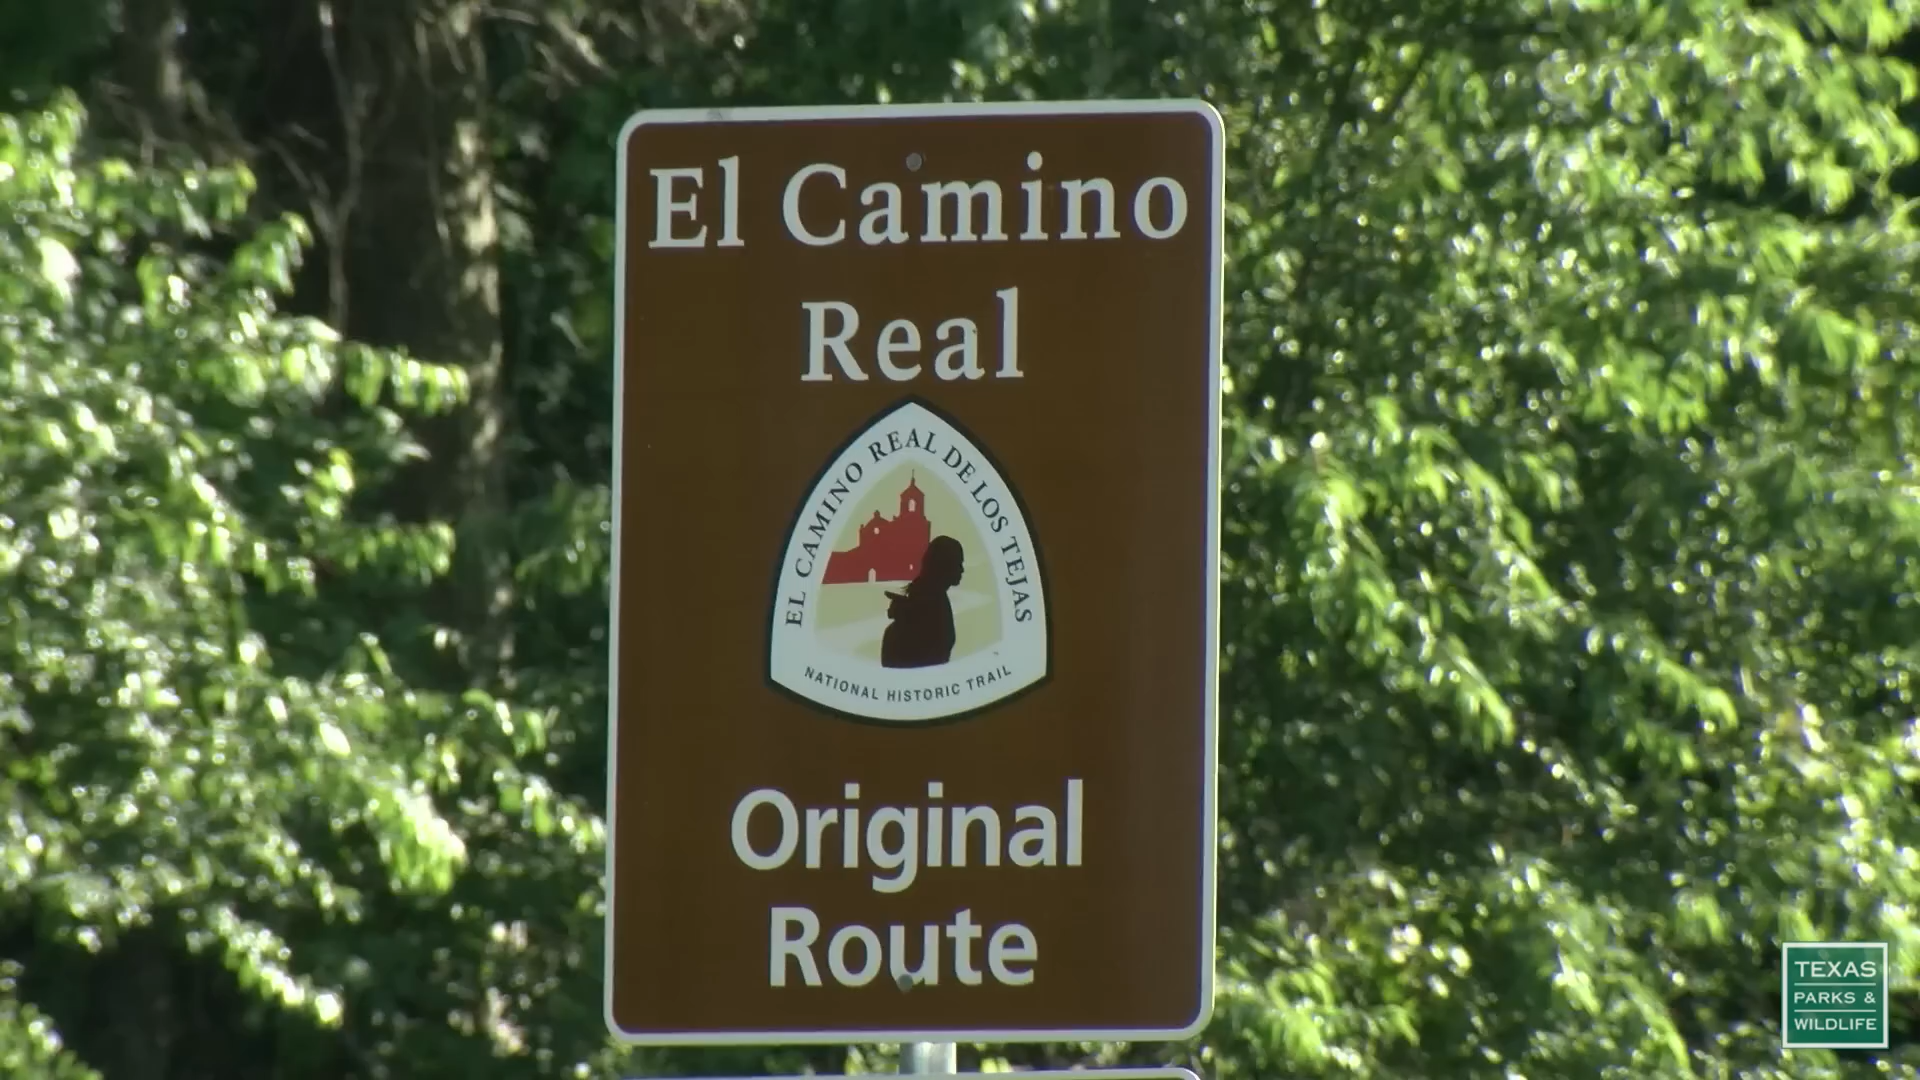 El Camino
Real
EL CAMINO REAL DE LOS TEJAS
NATIONAL HISTORIC TRAIL
Original
Route
TEXAS
PARKS &
WILDLIFE